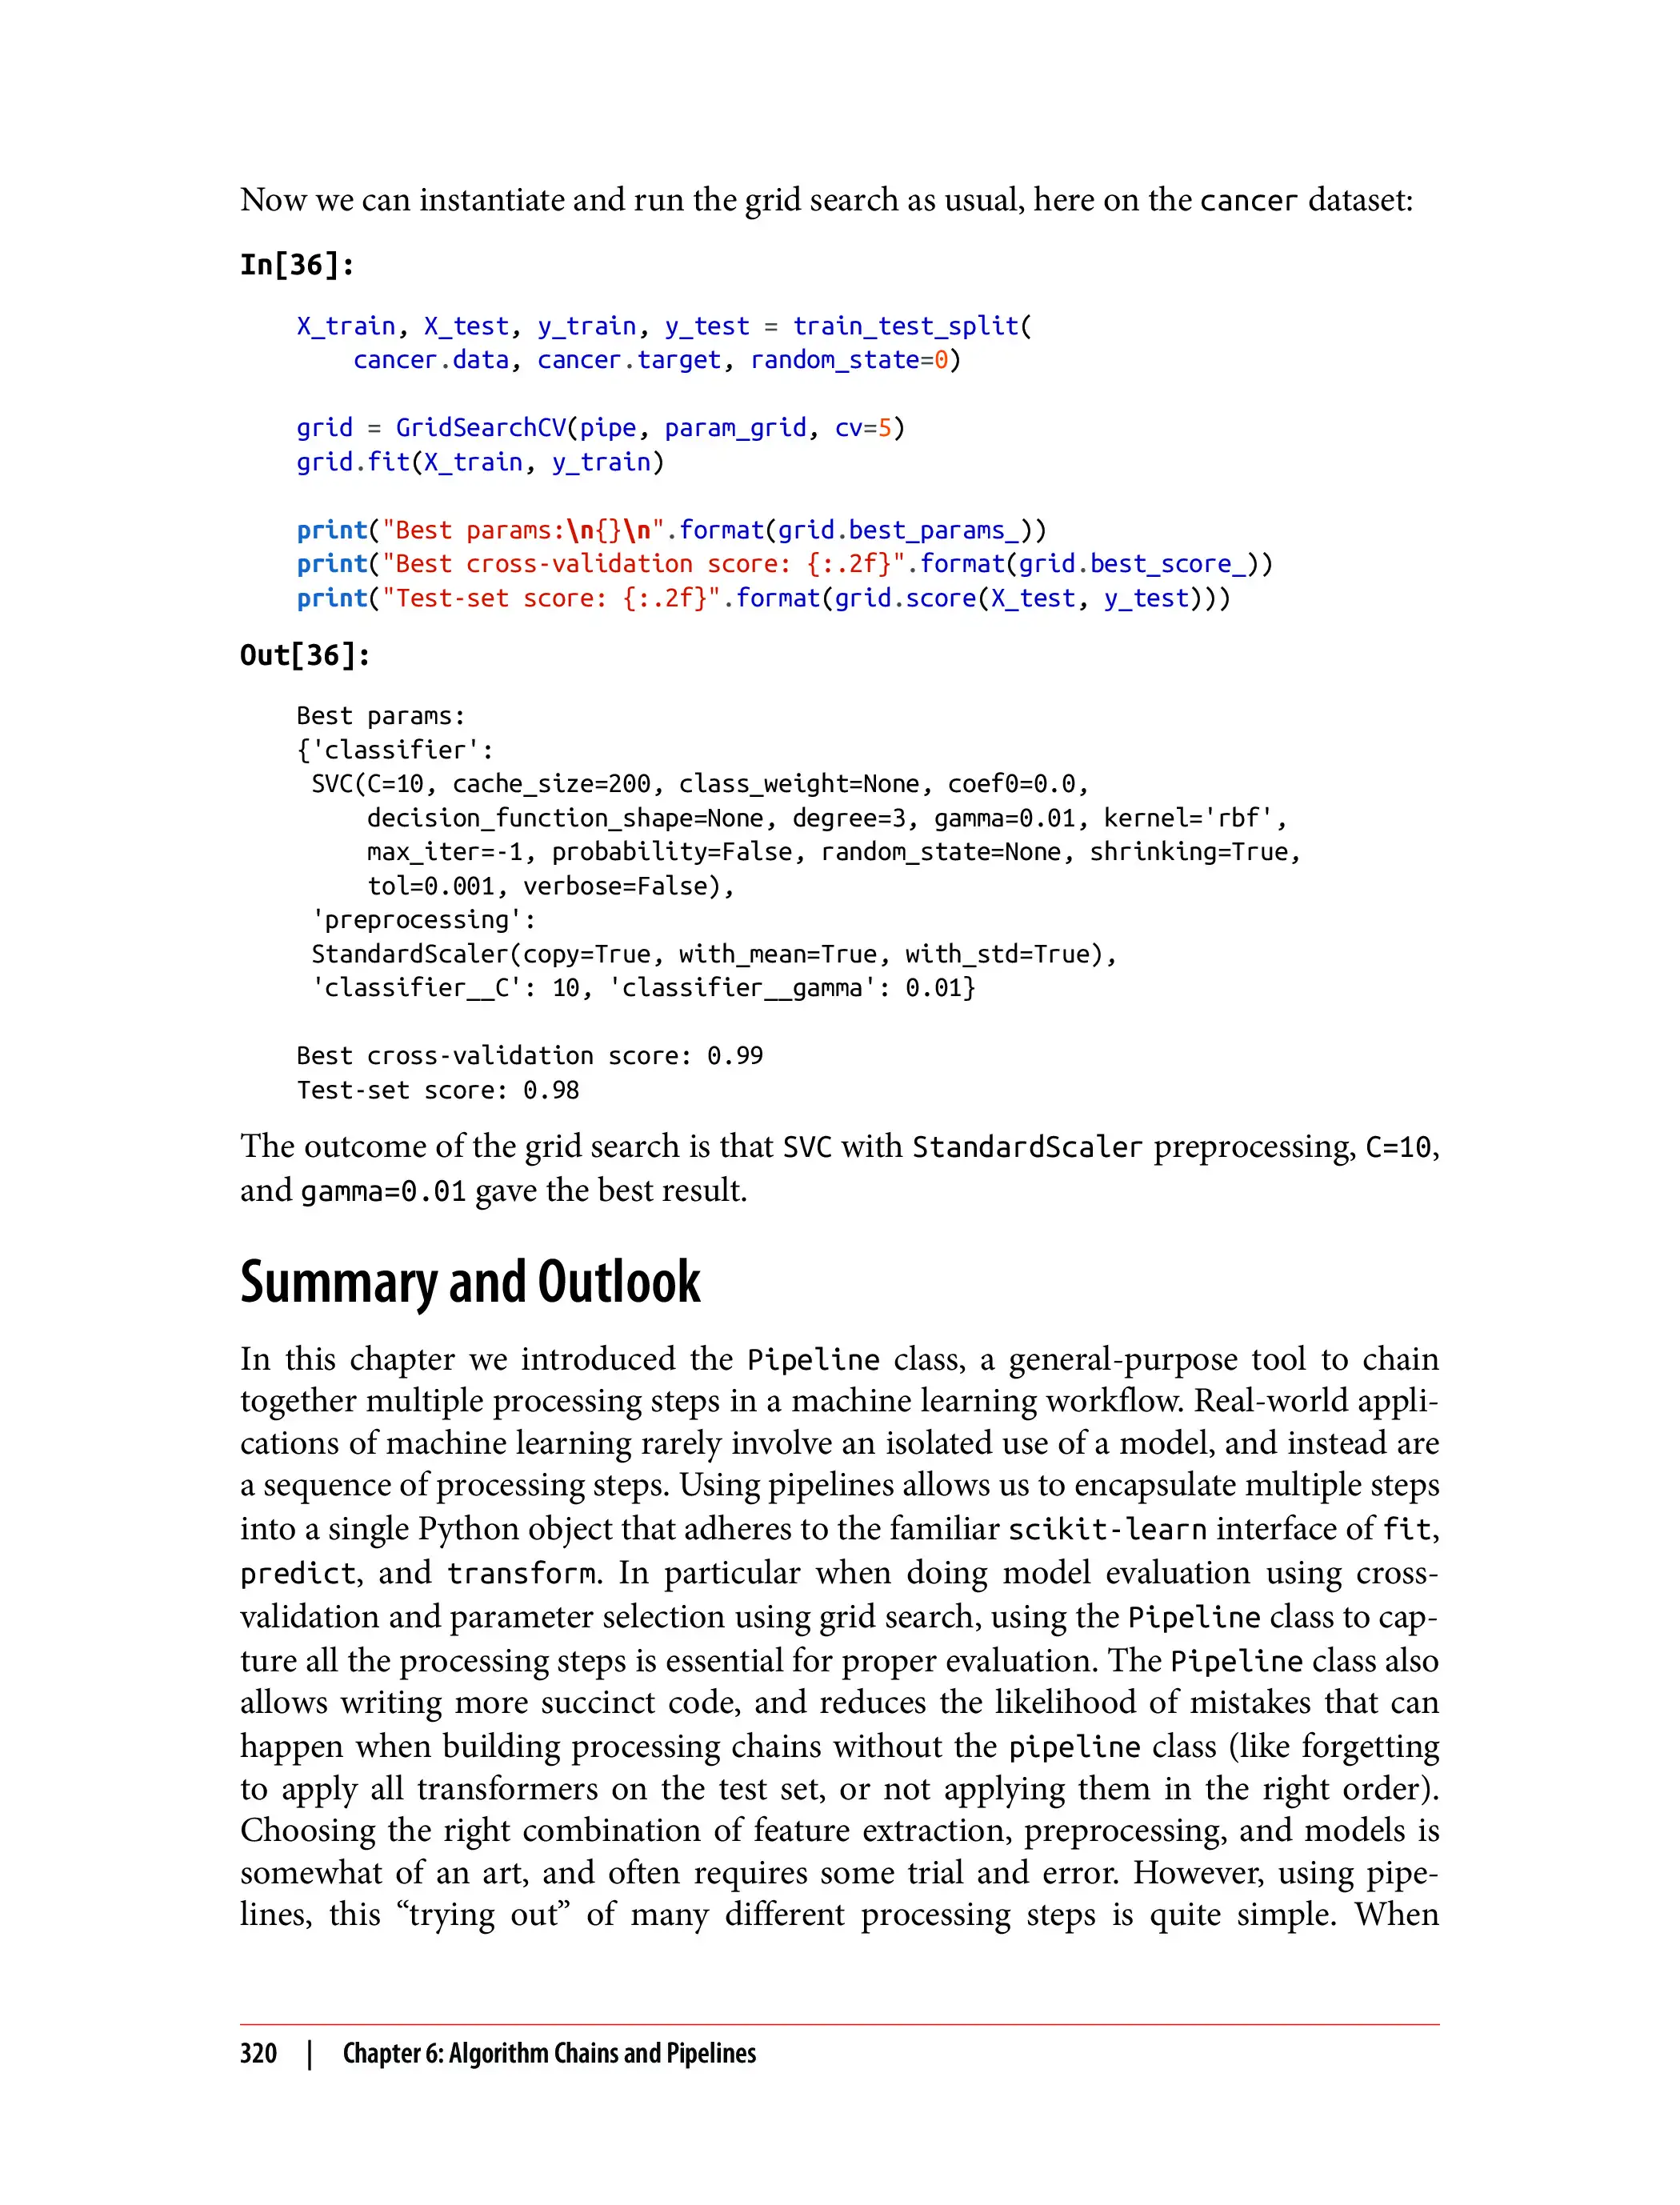 Now we can instantiate and run the grid search as usual, here on the cancer dataset:
In[36]:
X_train, X_test, y_train, y_test = train_test_split(
    cancer.data, cancer.target, random_state=0)

grid = GridSearchCV(pipe, param_grid, cv=5)
grid.fit(X_train, y_train)

print("Best params:\n{}\n".format(grid.best_params_))
print("Best cross-validation score: {:.2f}".format(grid.best_score_))
print("Test-set score: {:.2f}".format(grid.score(X_test, y_test)))
Out[36]:
Best params:
{'classifier':
 SVC(C=10, cache_size=200, class_weight=None, coef0=0.0,
     decision_function_shape=None, degree=3, gamma=0.01, kernel='rbf',
     max_iter=-1, probability=False, random_state=None, shrinking=True,
     tol=0.001, verbose=False),
 'preprocessing':
 StandardScaler(copy=True, with_mean=True, with_std=True),
 'classifier__C': 10, 'classifier__gamma': 0.01}

Best cross-validation score: 0.99
Test-set score: 0.98
The outcome of the grid search is that SVC with StandardScaler preprocessing, C=10,
and gamma=0.01 gave the best result.
Summary and Outlook
In this chapter we introduced the Pipeline class, a general-purpose tool to chain
together multiple processing steps in a machine learning workflow. Real-world appli-
cations of machine learning rarely involve an isolated use of a model, and instead are
a sequence of processing steps. Using pipelines allows us to encapsulate multiple steps
into a single Python object that adheres to the familiar scikit-learn interface of fit,
predict, and transform. In particular when doing model evaluation using cross-
validation and parameter selection using grid search, using the Pipeline class to cap-
ture all the processing steps is essential for proper evaluation. The Pipeline class also
allows writing more succinct code, and reduces the likelihood of mistakes that can
happen when building processing chains without the pipeline class (like forgetting
to apply all transformers on the test set, or not applying them in the right order).
Choosing the right combination of feature extraction, preprocessing, and models is
somewhat of an art, and often requires some trial and error. However, using pipe-
lines, this “trying out” of many different processing steps is quite simple. When
320 | Chapter 6: Algorithm Chains and Pipelines